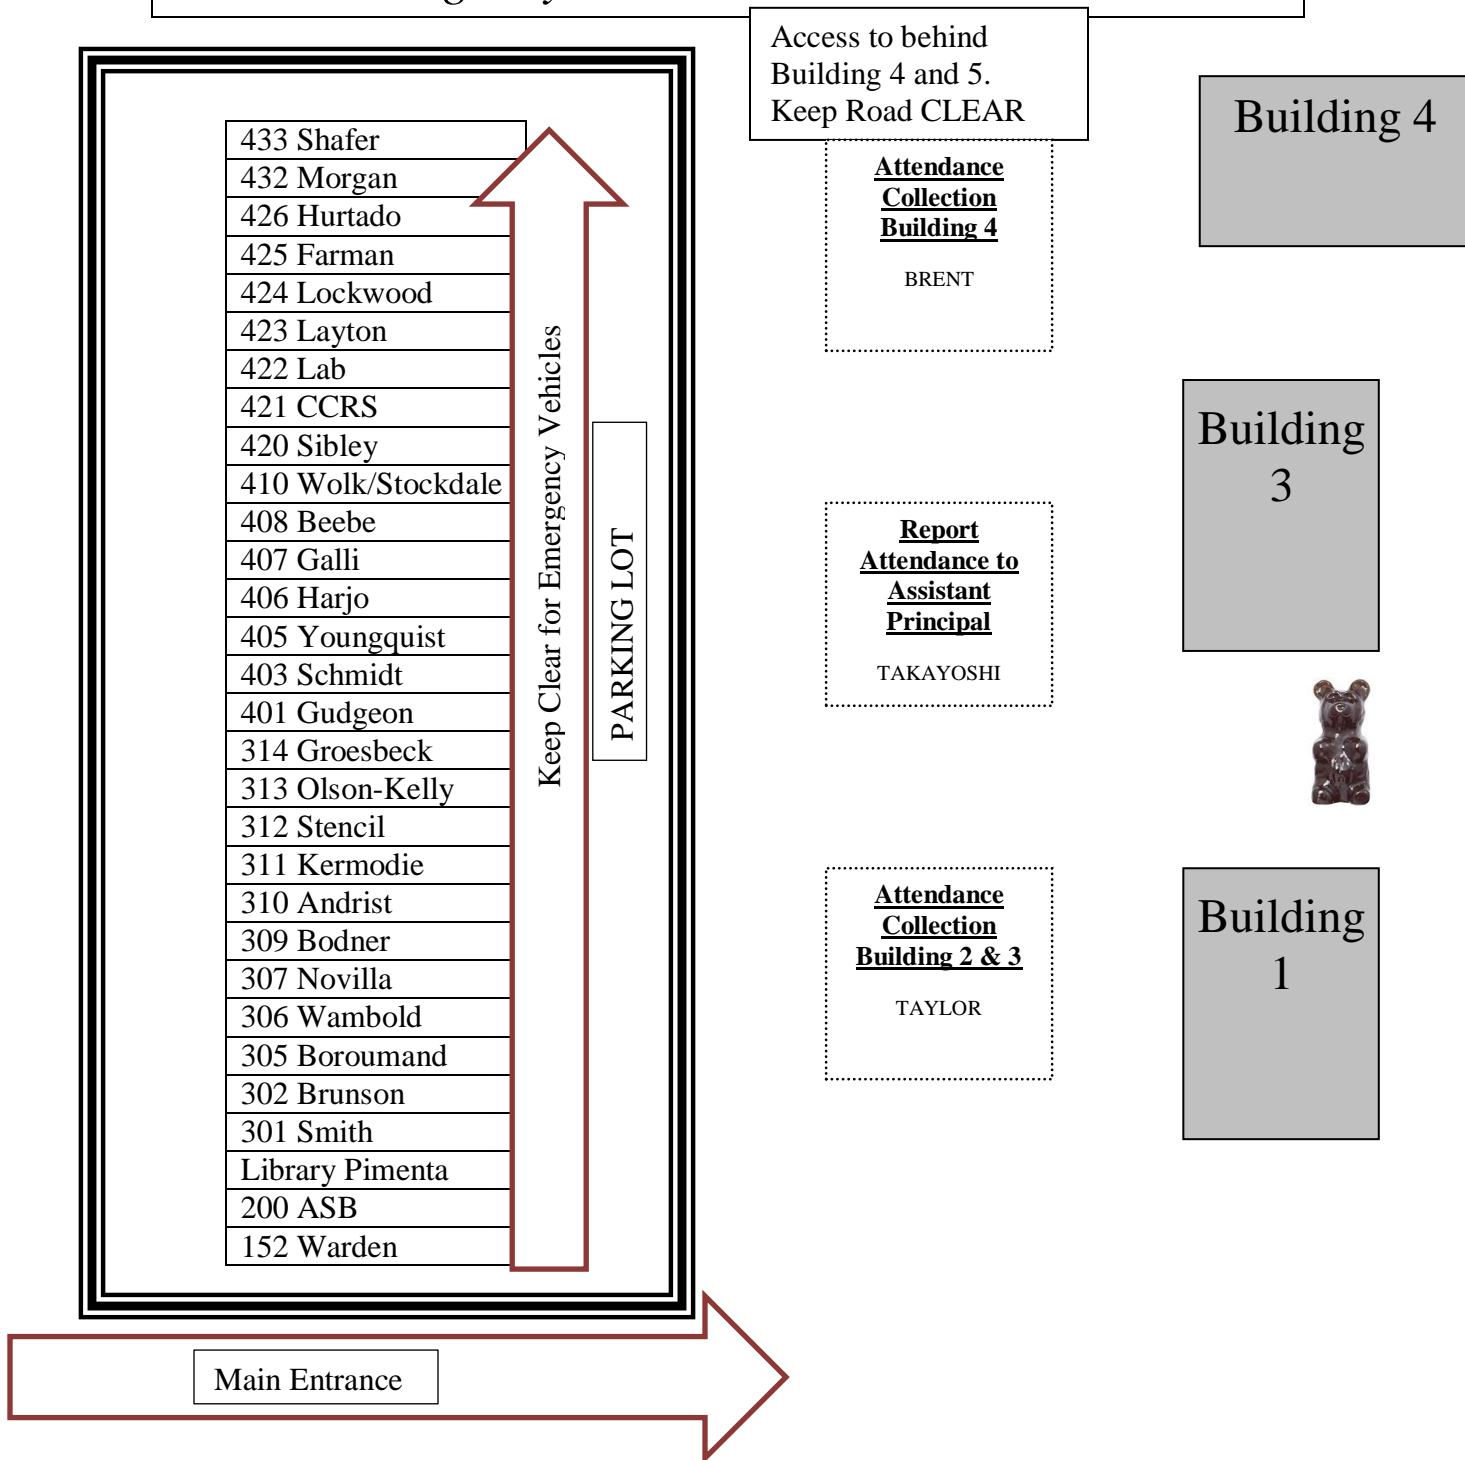 Access to behind
Building 4 and 5.
Keep Road CLEAR
Building 4
433 Shafer
432 Morgan
426 Hurtado
425 Farman
424 Lockwood
423 Layton
422 Lab
421 CCRS
420 Sibley
410 Wolk/Stockdale
408 Beebe
407 Galli
406 Harjo
405 Youngquist
403 Schmidt
401 Gudgeon
314 Groesbeck
313 Olson-Kelly
312 Stencil
311 Kermodie
310 Andrist
309 Bodner
307 Novilla
306 Wambold
305 Boroumand
302 Brunson
301 Smith
Library Pimenta
200 ASB
152 Warden
Keep Clear for Emergency Vehicles
PARKING LOT
Attendance
Collection
Building 4
BRENT
Building
3
Report
Attendance to
Assistant
Principal
TAKAYOSHI
Attendance
Collection
Building 2 & 3
TAYLOR
Building
1
Main Entrance